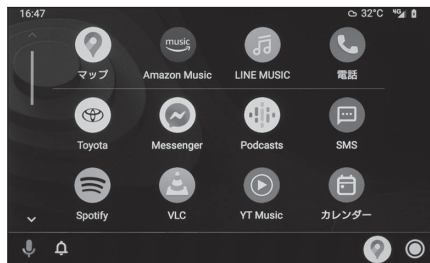 16:47
32°C
4G
music
マップ
Amazon Music
LINE MUSIC
電話
Toyota
Messenger
Podcasts
SMS
Spotify
VLC
YT Music
カレンダー